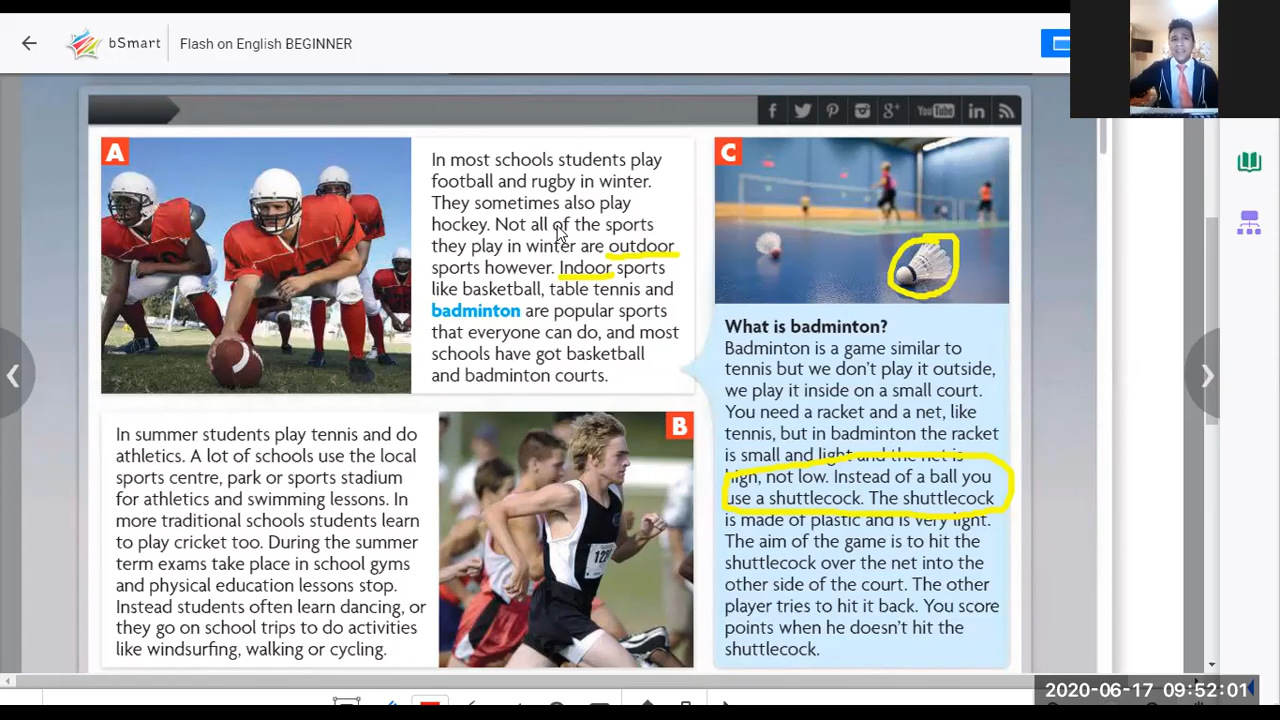 bSmart
Flash on English BEGINNER
A
In most schools students play
football and rugby in winter.
They sometimes also play
hockey. Not all of the sports
they play in winter are outdoor
sports however. Indoor sports
like basketball, table tennis and
badminton are popular sports
that everyone can do, and most
schools have got basketball
and badminton courts.
In summer students play tennis and do
athletics. A lot of schools use the local
sports centre, park or sports stadium
for athletics and swimming lessons. In
more traditional schools students learn
to play cricket too. During the summer
term exams take place in school gyms
and physical education lessons stop.
Instead students often learn dancing, or
they go on school trips to do activities
like windsurfing, walking or cycling.
B
129
YouTube
C
What is badminton?
Badminton is a game similar to
tennis but we don't play it outside,
we play it inside on a small court.
You need a racket and a net, like
tennis, but in badminton the racket
is small and light and the net is
high, not low. Instead of a ball you
use a shuttlecock. The shuttlecock
is made of plastic and is very light.
The aim of the game is to hit the
shuttlecock over the net into the
other side of the court. The other
player tries to hit it back. You score
points when he doesn't hit the
shuttlecock.
2020-06-17 09:52:01